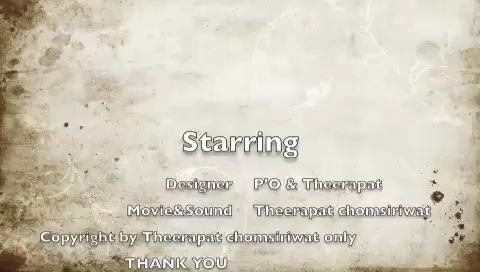 Starring
Designer P'O & Theerapat
Movie&Sound Theerapat chomsiriwat
Copyright by Theerapat chomsiriwat only
THANK YOU